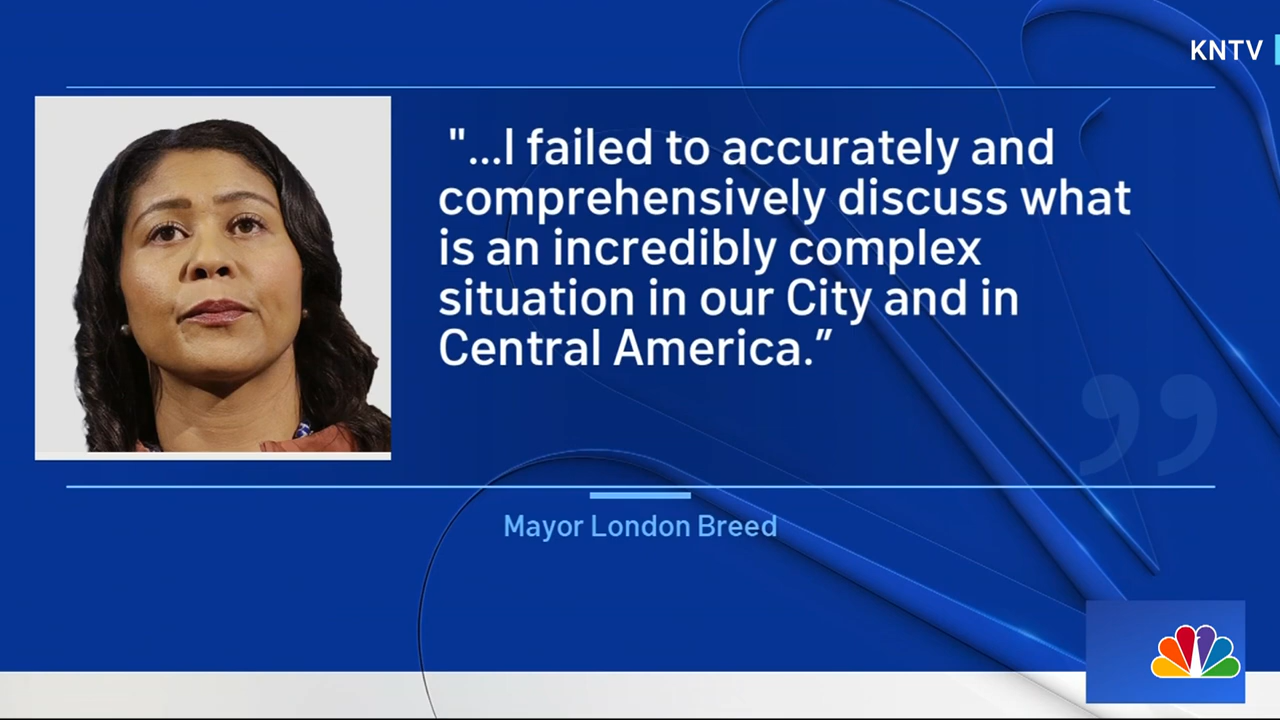 KNTV
"...I failed to accurately and
comprehensively discuss what
is an incredibly complex
situation in our City and in
Central America.”
Mayor London Breed